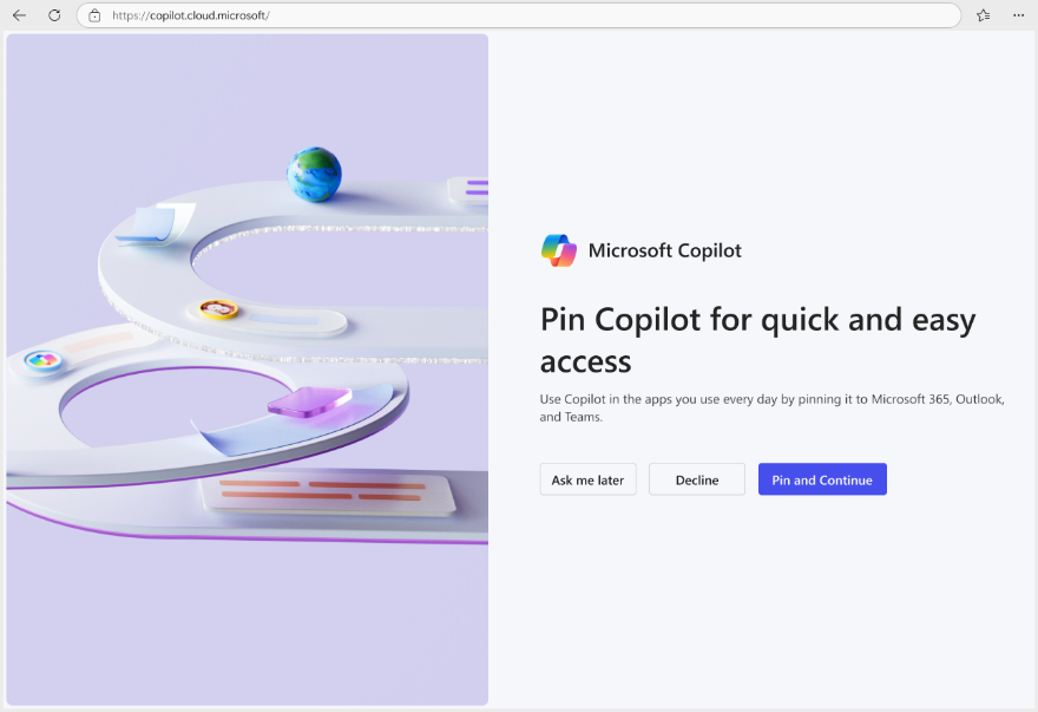 https://copilot.cloud.microsoft/
Microsoft Copilot
Pin Copilot for quick and easy
access
Use Copilot in the apps you use every day by pinning it to Microsoft 365, Outlook,
and Teams.
Ask me later Decline Pin and Continue